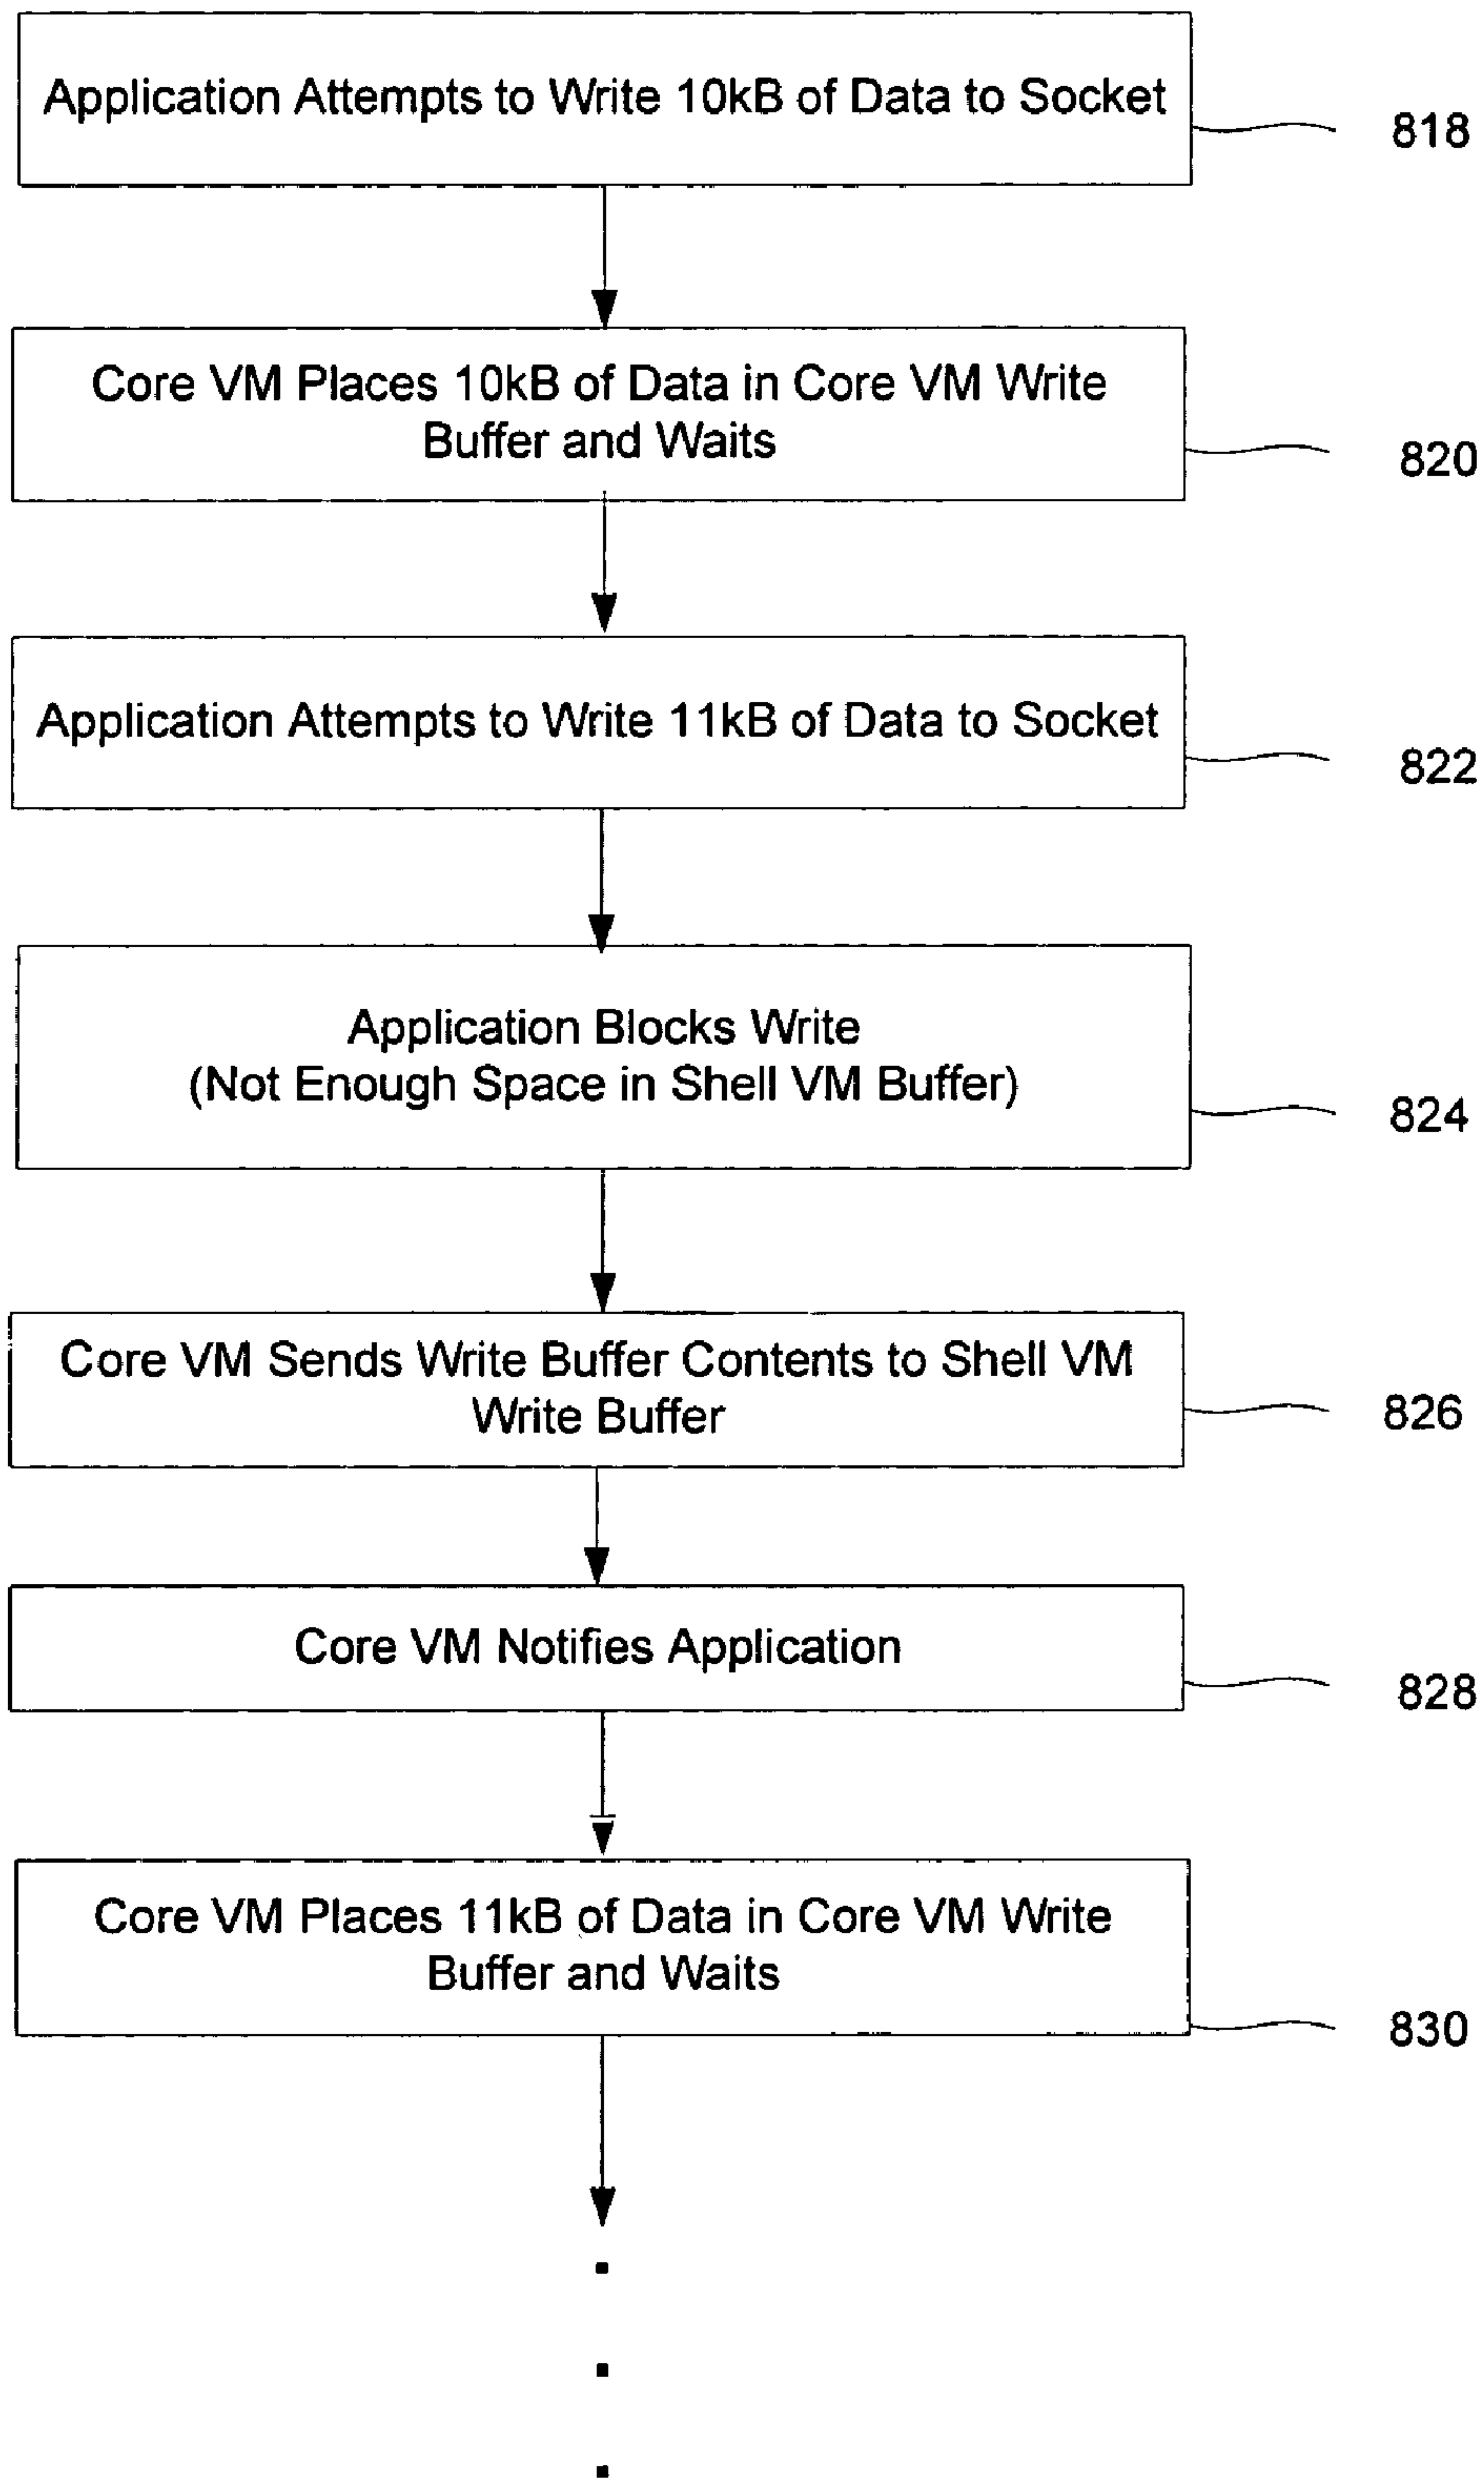 Application Attempts to Write 10kB of Data to Socket
818
Core VM Places 10kB of Data in Core VM Write
Buffer and Waits
820
Application Attempts to Write 11kB of Data to Socket
822
Application Blocks Write
(Not Enough Space in Shell VM Buffer)
824
Core VM Sends Write Buffer Contents to Shell VM
Write Buffer
826
Core VM Notifies Application
828
Core VM Places 11kB of Data in Core VM Write
Buffer and Waits
830